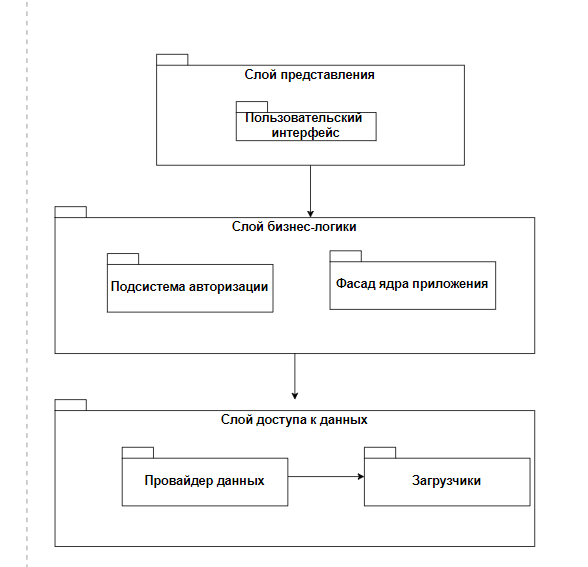 Слой представления
Пользовательский
интерфейс
Слой бизнес-логики
Подсистема авторизации
Фасад ядра приложения
Слой доступа к данных
Провайдер данных
Загрузчики